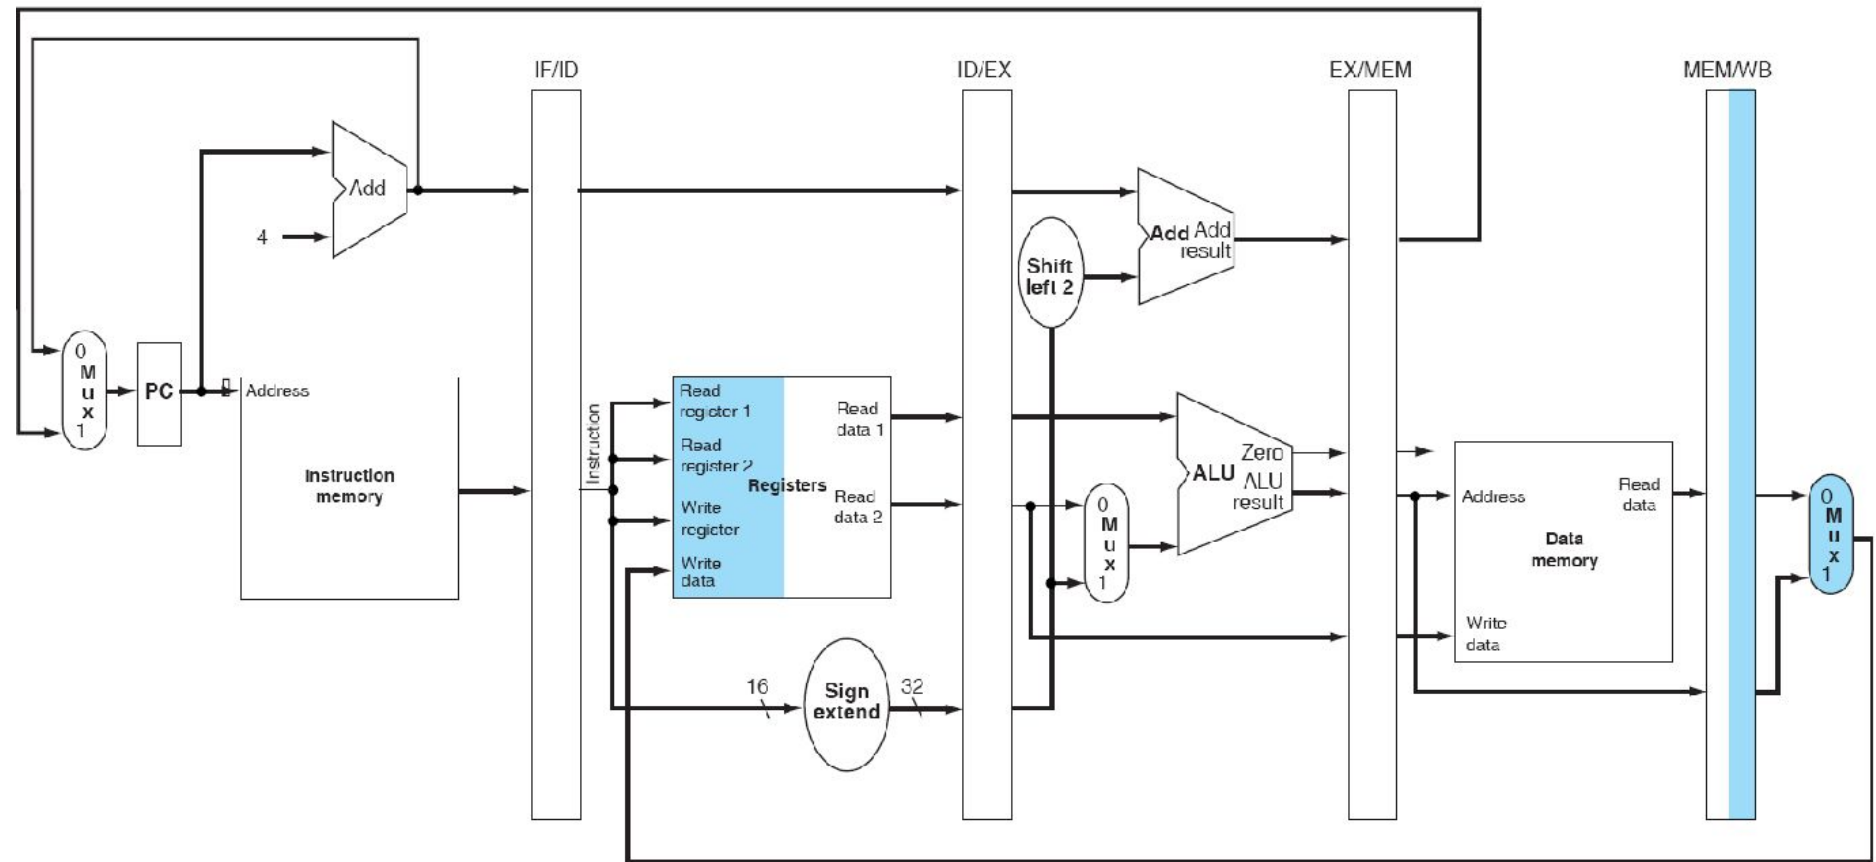 IF/ID
ID/EX
EX/MEM
MEM/WB
Add
4
Add Add
result
Shift
left 2
0
M
u
x
1
PC
Address
Instruction
memory
Instruction
Read
register 1
Read
register 2
Write
register
Write
data
Registers
Read
data 1
Read
data 2
16
Sign
extend
32
0
M
u
x
1
Zero
ALU
ALU
result
Address
Read
data
Data
memory
Write
data
0
M
u
x
1